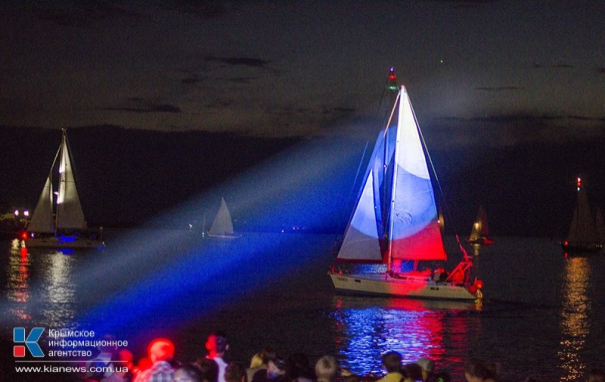 К
Крымское
информационное
агентство
www.kianews.com.ua